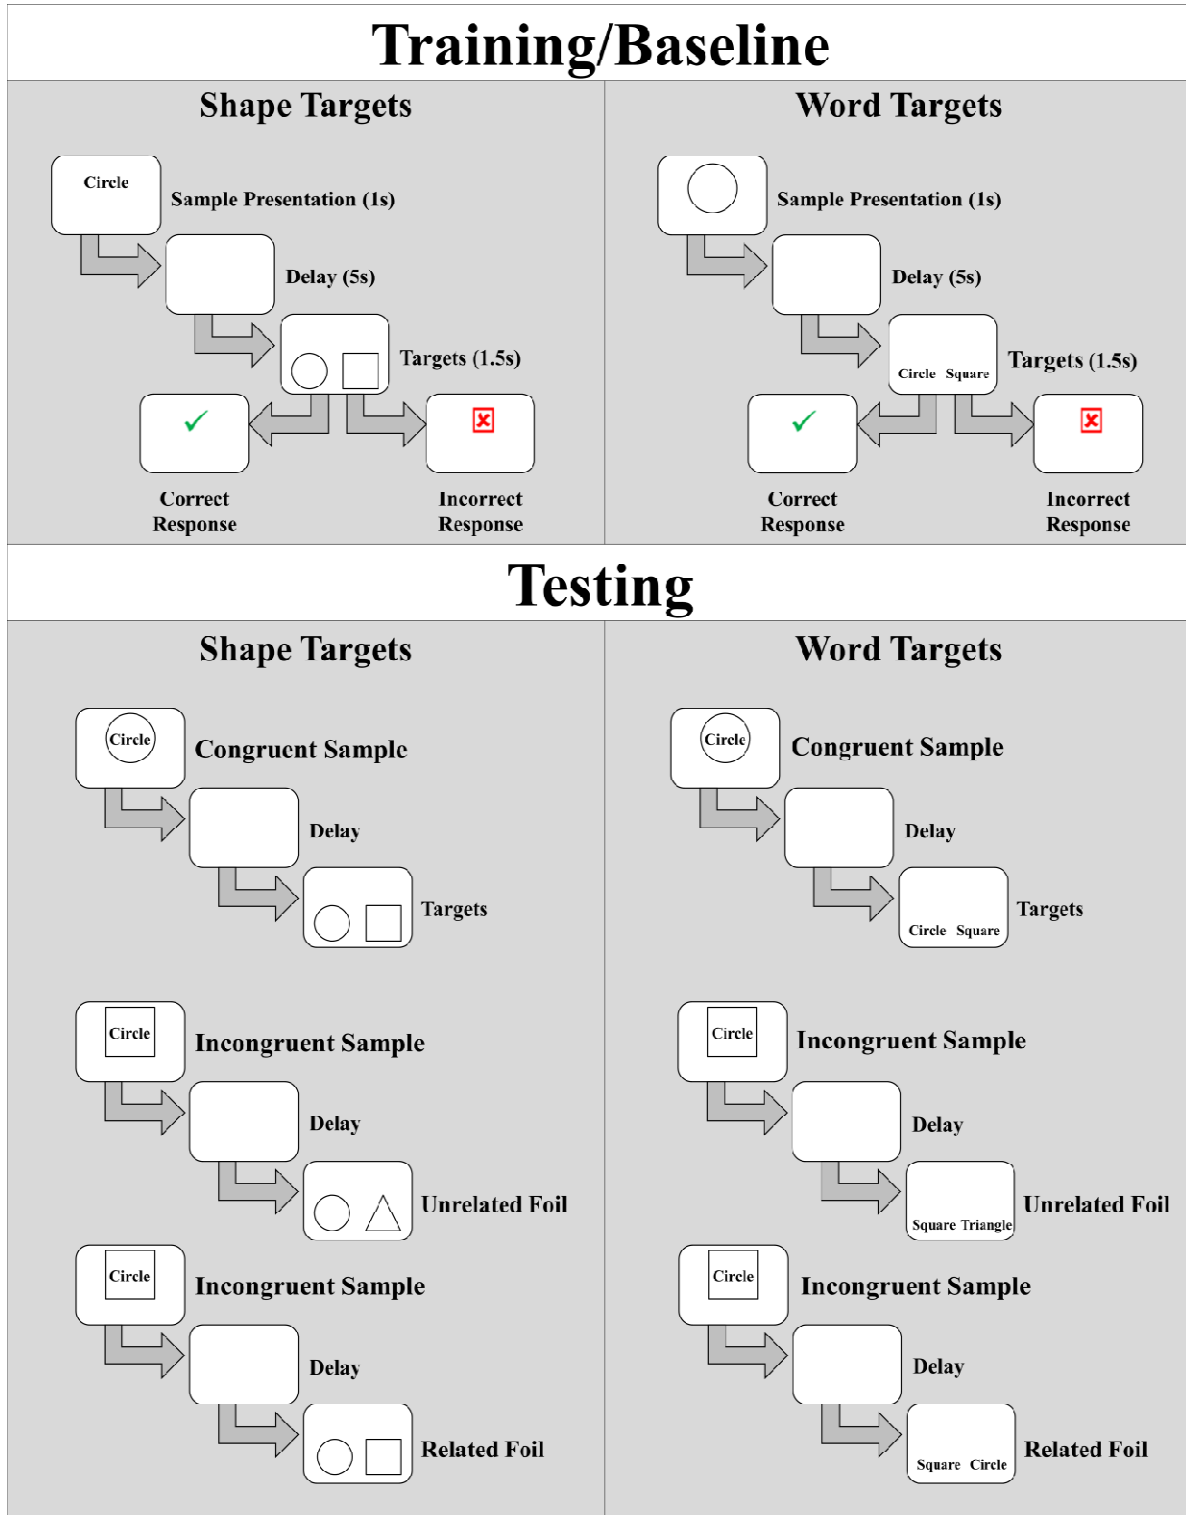 Training/Baseline
Shape Targets
Circle
Sample Presentation (1s)
Delay (5s)
Targets (1.5s)
Correct
Response
Incorrect
Response
Word Targets
Sample Presentation (1s)
Delay (5s)
Circle Square
Targets (1.5s)
Correct
Response
Incorrect
Response
Testing
Shape Targets
Circle
Congruent Sample
Delay
Targets
Circle
Incongruent Sample
Delay
Unrelated Foil
Circle
Incongruent Sample
Delay
Related Foil
Word Targets
Circle
Congruent Sample
Delay
Circle Square
Targets
Circle
Incongruent Sample
Delay
Square Triangle
Unrelated Foil
Circle
Incongruent Sample
Delay
Square Circle
Related Foil